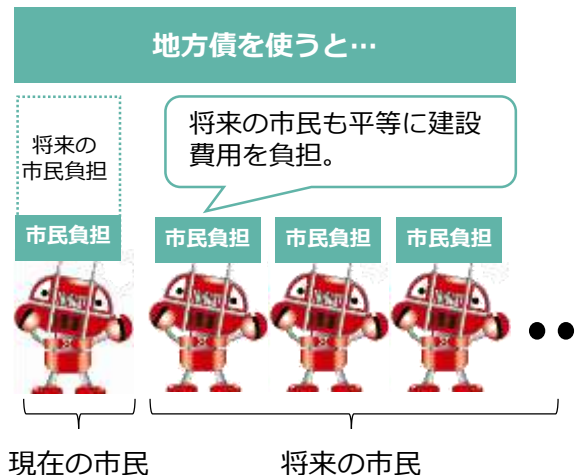 地方債を使うと…
将来の
市民負担
将来の市民も平等に建設
費用を負担。
市民負担
市民負担
市民負担
市民負担
現在の市民
将来の市民